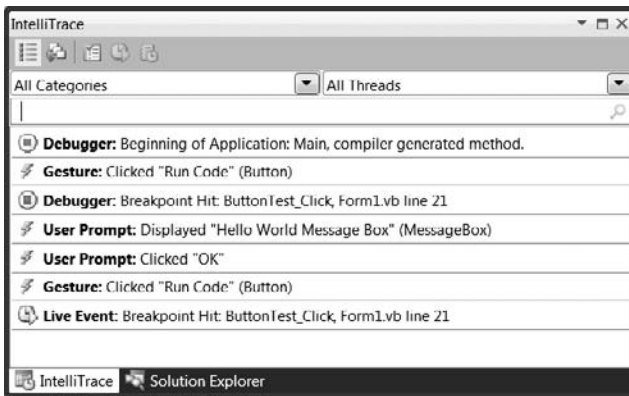 IntelliTrace
All Categories
All Threads
Debugger: Beginning of Application: Main, compiler generated method.
Gesture: Clicked "Run Code" (Button)
Debugger: Breakpoint Hit: ButtonTest_Click, Form1.vb line 21
User Prompt: Displayed "Hello World Message Box" (MessageBox)
User Prompt: Clicked "OK"
Gesture: Clicked "Run Code" (Button)
Live Event: Breakpoint Hit: ButtonTest_Click, Form1.vb line 21
IntelliTrace
Solution Explorer